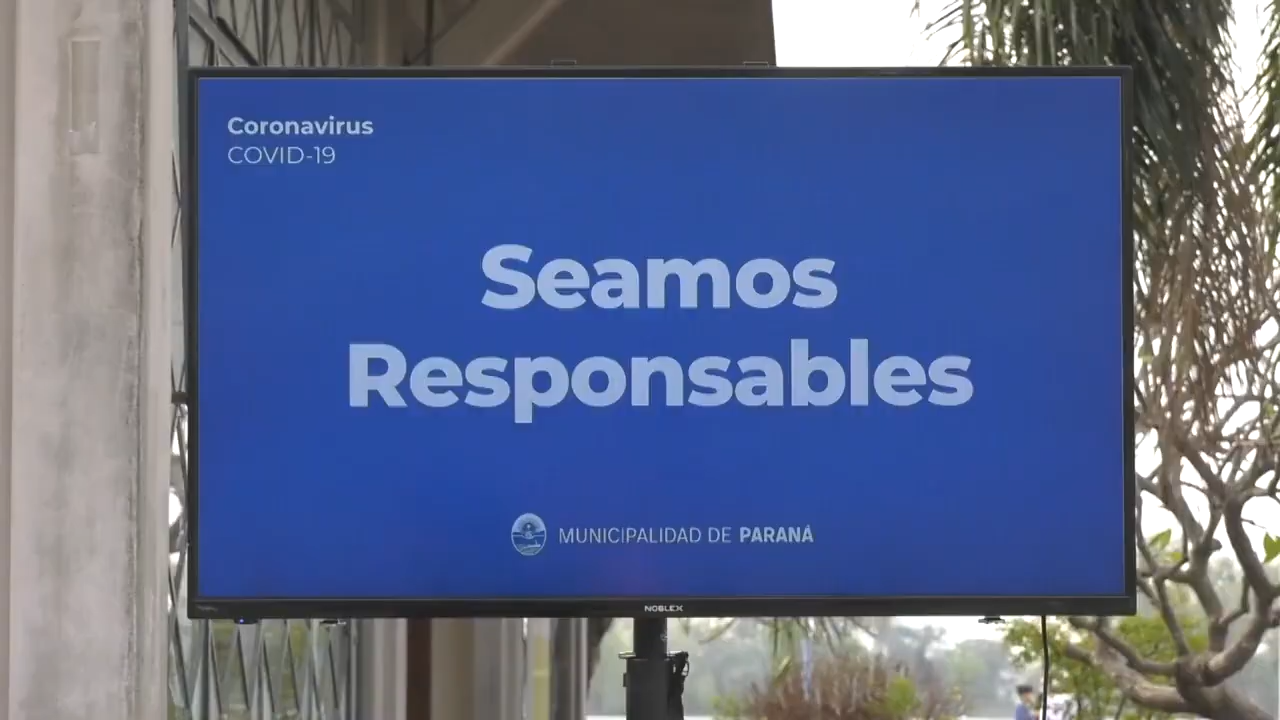 Coronavirus
COVID-19
Seamos
Responsables
MUNICIPALIDAD DE PARANÁ
NOBLEX